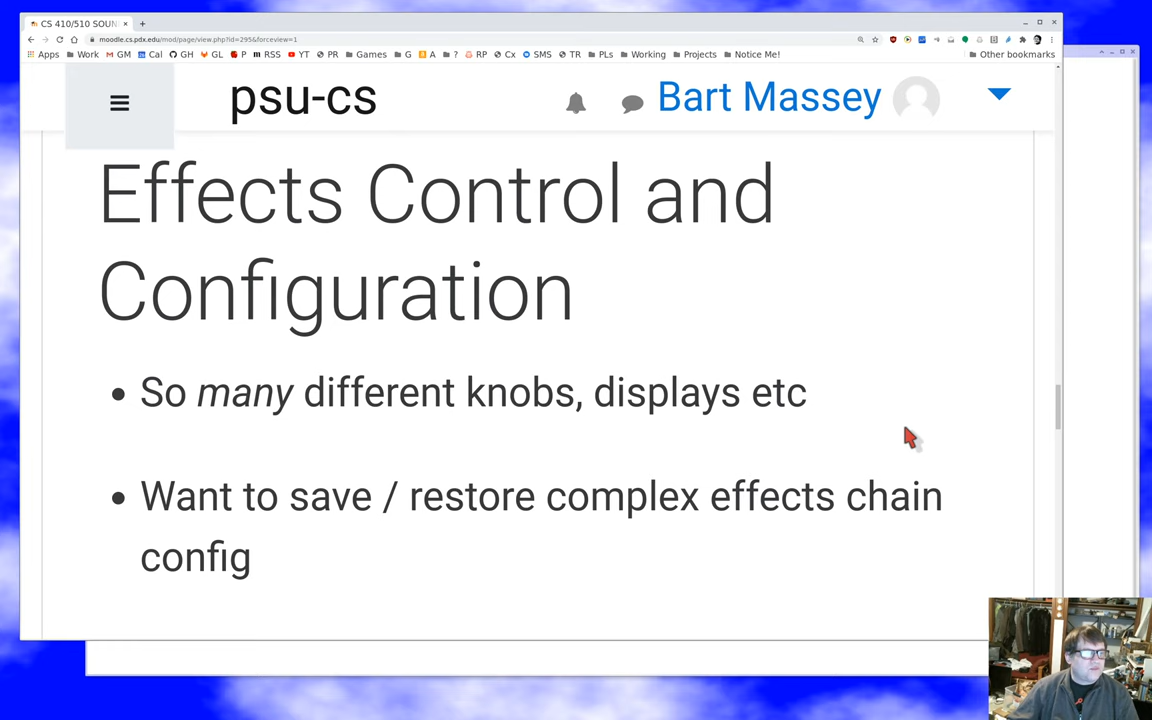 CS 410/510 SOUN
moodle.cs.pdx.edu/mod/page/view.php?id=295&forceview=1
Apps Work GM Cal GH GL P RSS YT PR Games G A ? RP Cx SMS TR PLs Working Projects Notice Me! Other bookmarks
psu-cs Bart Massey
Effects Control and
Configuration
• So many different knobs, displays etc
• Want to save / restore complex effects chain
config